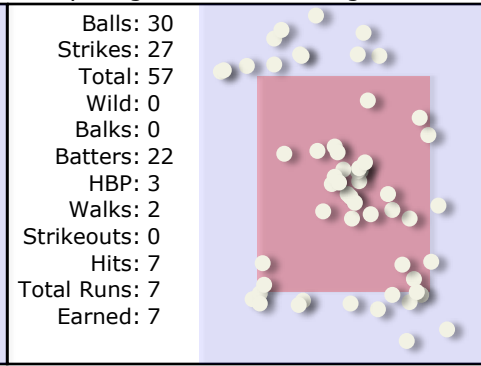 Balls: 30
Strikes: 27
Total: 57
Wild: 0
Balks: 0
Batters: 22
HBP: 3
Walks: 2
Strikeouts: 0
Hits: 7
Total Runs: 7
Earned: 7